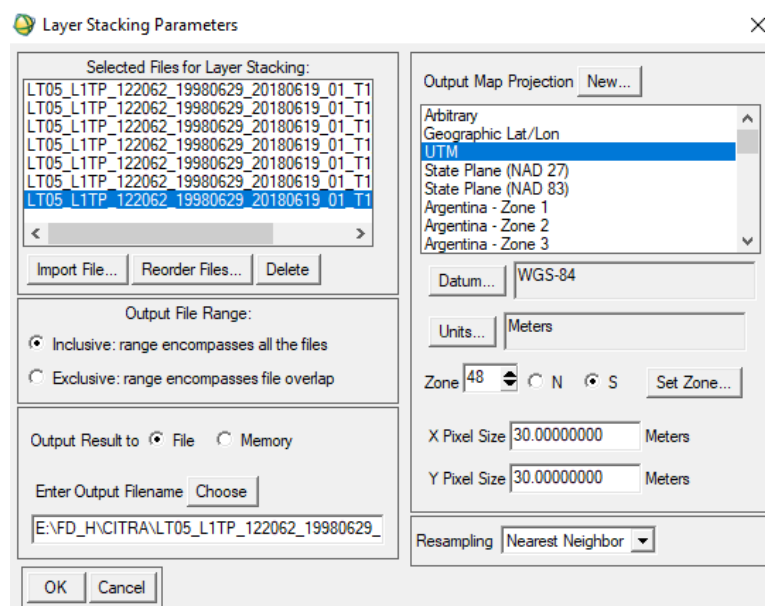 Layer Stacking Parameters
Selected Files for Layer Stacking:
LT05_L1TP_122062_19980629_20180619_01_T1
LT05_L1TP_122062_19980629_20180619_01_T1
LT05_L1TP_122062_19980629_20180619_01_T1
LT05_L1TP_122062_19980629_20180619_01_T1
LT05_L1TP_122062_19980629_20180619_01_T1
LT05_L1TP_122062_19980629_20180619_01_T1
LT05_L1TP_122062_19980629_20180619_01_T1
Import File...
Reorder Files...
Delete
Output File Range:
Inclusive: range encompasses all the files
Exclusive: range encompasses file overlap
Output Result to File Memory
Enter Output Filename Choose
E:\FD_H\CITRA\LT05_L1TP_122062_19980629_
OK
Cancel
Output Map Projection New...
Arbitrary
Geographic Lat/Lon
UTM
State Plane (NAD 27)
State Plane (NAD 83)
Argentina - Zone 1
Argentina - Zone 2
Argentina - Zone 3
Datum... WGS-84
Units... Meters
Zone 48 N S Set Zone...
X Pixel Size 30.00000000 Meters
Y Pixel Size 30.00000000 Meters
Resampling Nearest Neighbor